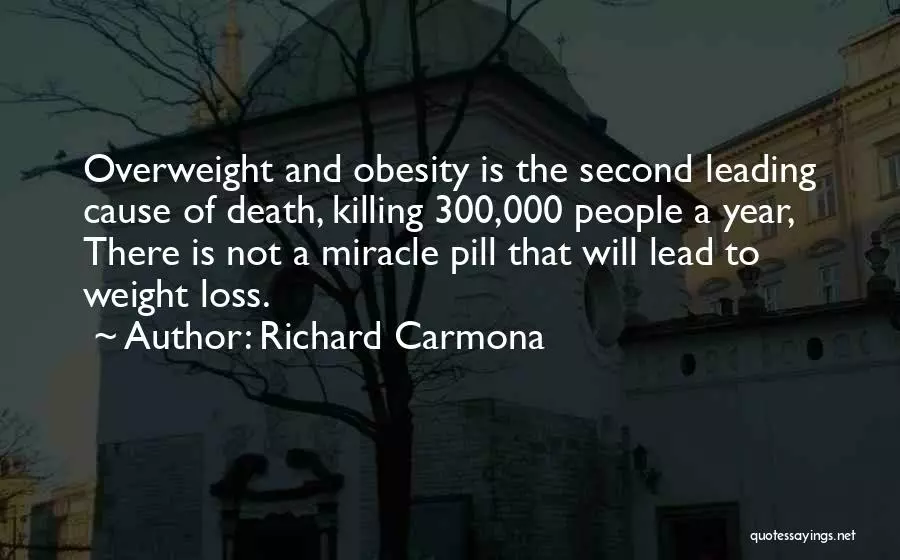 Overweight and obesity is the second leading
cause of death, killing 300,000 people a year,
There is not a miracle pill that will lead to
weight loss.
~ Author: Richard Carmona
quotessayings.net